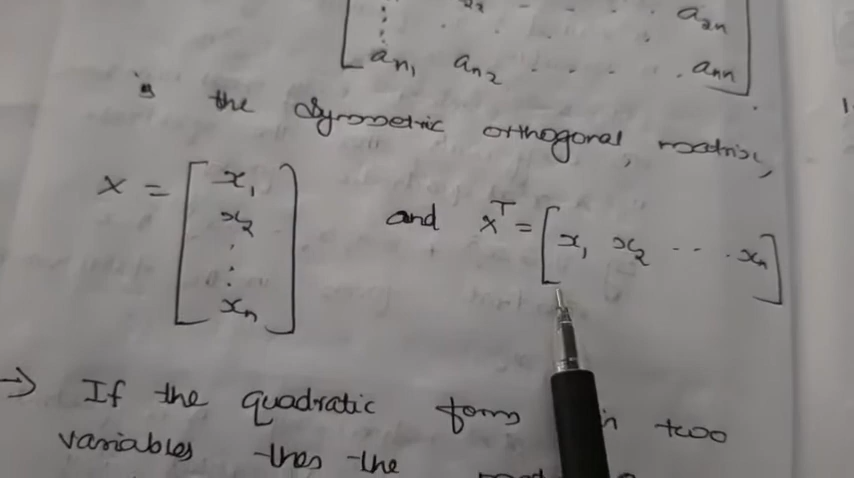 ⋮ . 22 . . . a2n
an1 an2 . . . . ann
is the Symmetric orthogonal, matrix,
X = [x1 x2 ⋮ xn] and X^T = [x1 x2 -- . xn]
→ If the quadratic form in two
variables then the